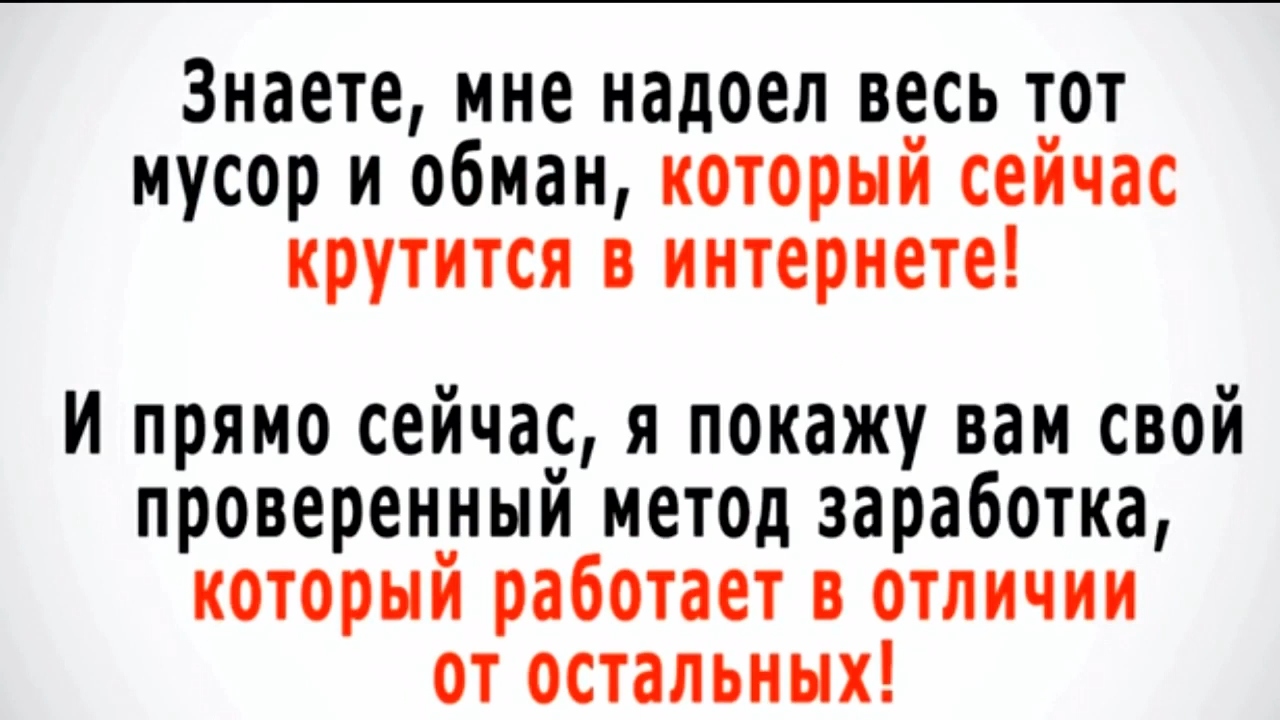 Знаете, мне надоел весь тот
мусор и обман, который сейчас
крутится в интернете!
И прямо сейчас, я покажу вам свой
проверенный метод заработка,
который работает в отличии
от остальных!